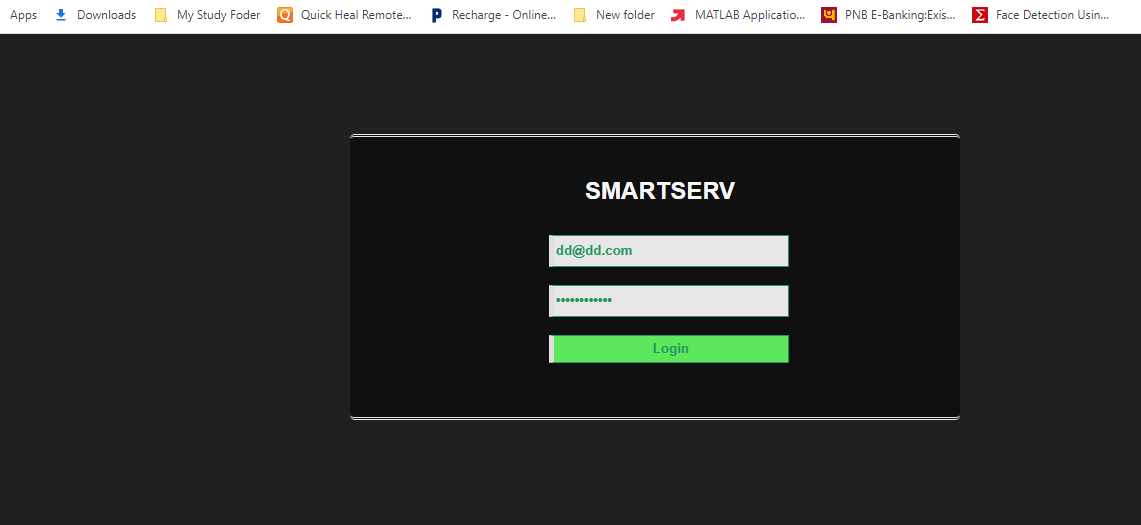 Apps Downloads My Study Foder Quick Heal Remote... Recharge - Online... New folder MATLAB Applicatio... PNB E-Banking:Exis... Face Detection Usin...
SMARTSERV
dd@dd.com
••••••••••••
Login